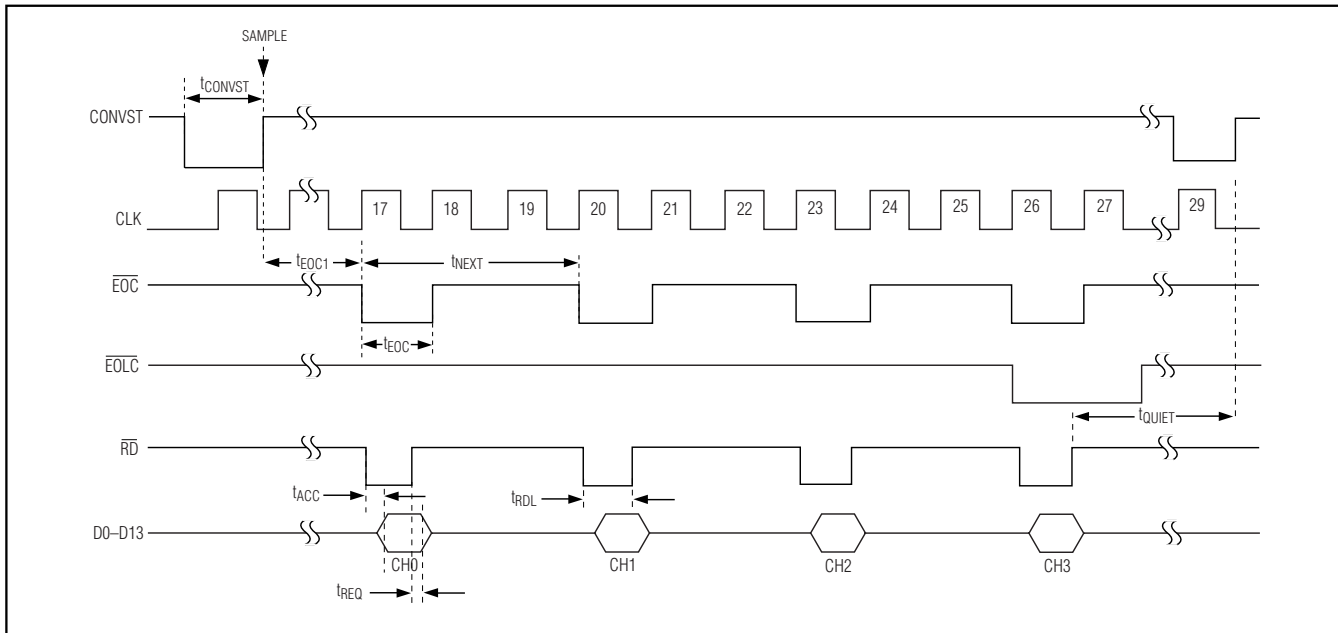 SAMPLE
tCONVST
CONVST
CLK
17 18 19 20 21 22 23 24 25 26 27 29
tEOC1 tNEXT
EOC
tEOC
EOLC
tQUIET
RD
tACC tRDL
D0–D13
CH0 CH1 CH2 CH3
tREQ